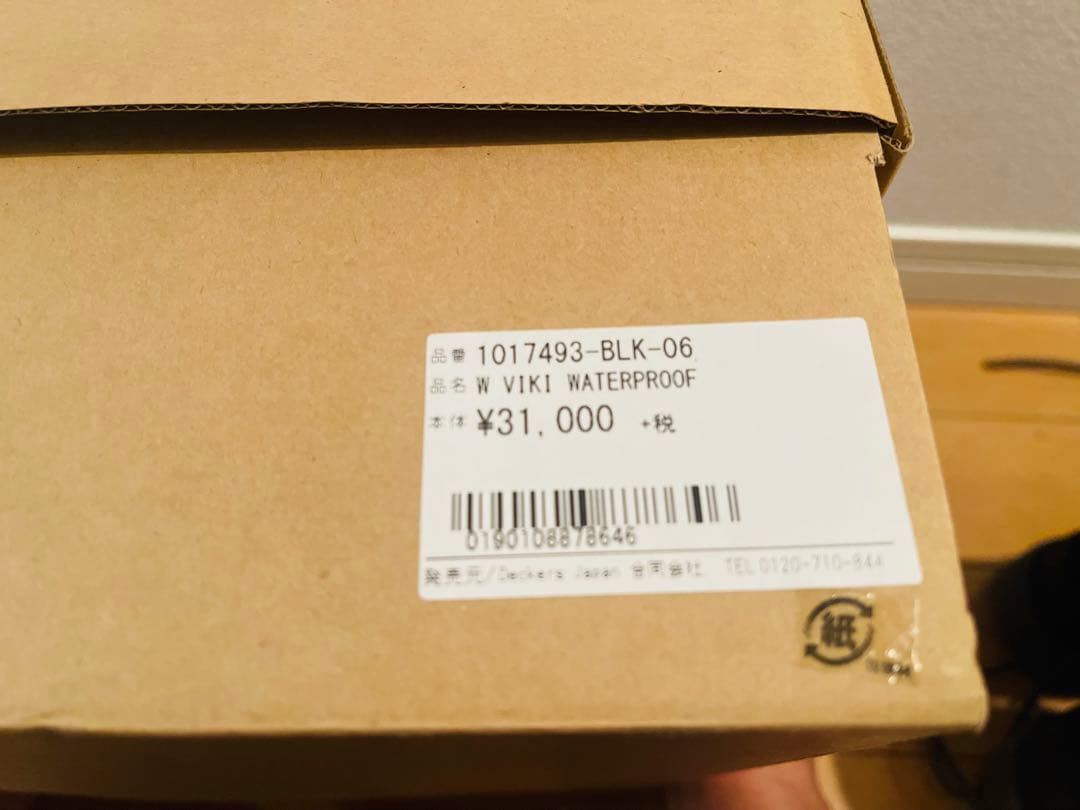 品番 1017493-BLK-06
品名 W VIKI WATERPROOF
本体 ¥31,000 +税
0190108878646
発売元/Deckers Japan 合同会社 TEL 0120-710-844
紙